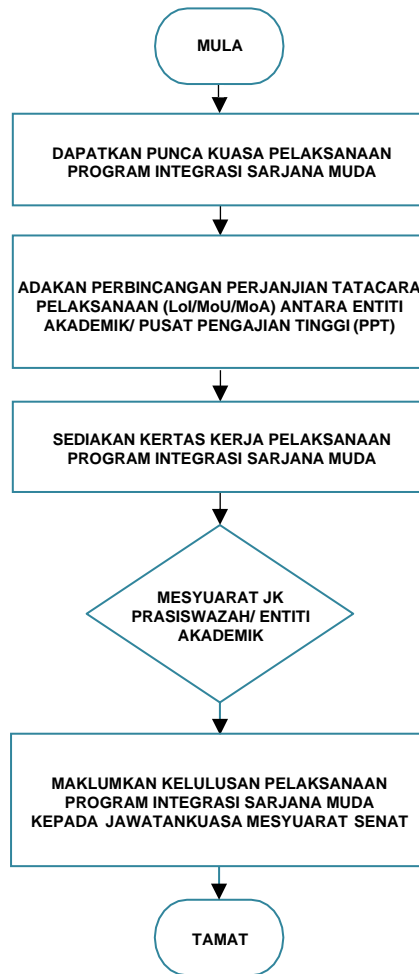 MULA
DAPATKAN PUNCA KUASA PELAKSANAAN
PROGRAM INTEGRASI SARJANA MUDA
ADAKAN PERBINCANGAN PERJANJIAN TATACARA
PELAKSANAAN (LoI/MoU/MoA) ANTARA ENTITI
AKADEMIK/ PUSAT PENGAJIAN TINGGI (PPT)
SEDIAKAN KERTAS KERJA PELAKSANAAN
PROGRAM INTEGRASI SARJANA MUDA
MESYUARAT JK
PRASISWAZAH/ ENTITI
AKADEMIK
MAKLUMKAN KELULUSAN PELAKSANAAN
PROGRAM INTEGRASI SARJANA MUDA
KEPADA JAWATANKUASA MESYUARAT SENAT
TAMAT